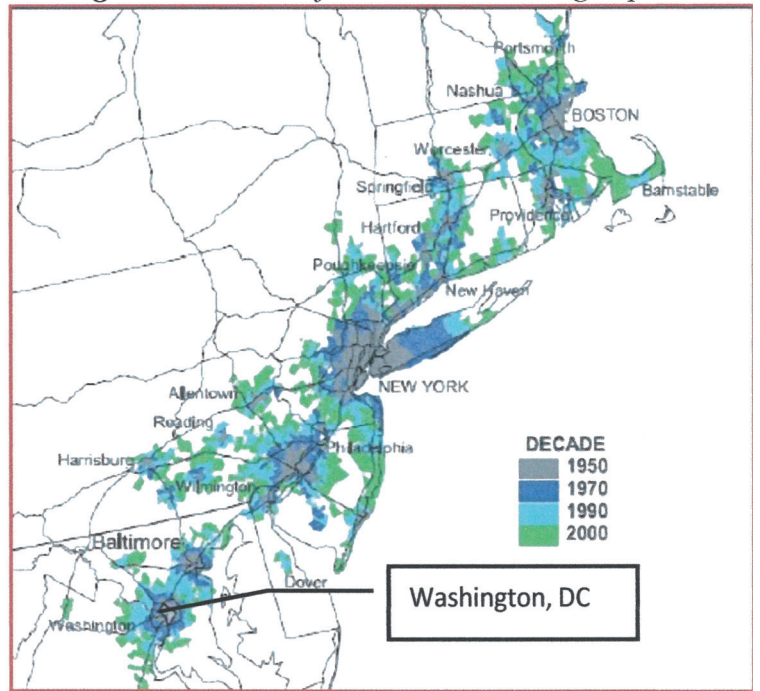 Portsmouth
Nashua
BOSTON
Worcester
Springfield
Barnstable
Providence
Hartford
Poughkeepsie
New Haven
NEW YORK
Allentown
Reading
Philadelphia
Harrisburg
Wilmington
DECADE
1950
1970
1990
2000
Baltimore
Dover
Washington, DC
Washington